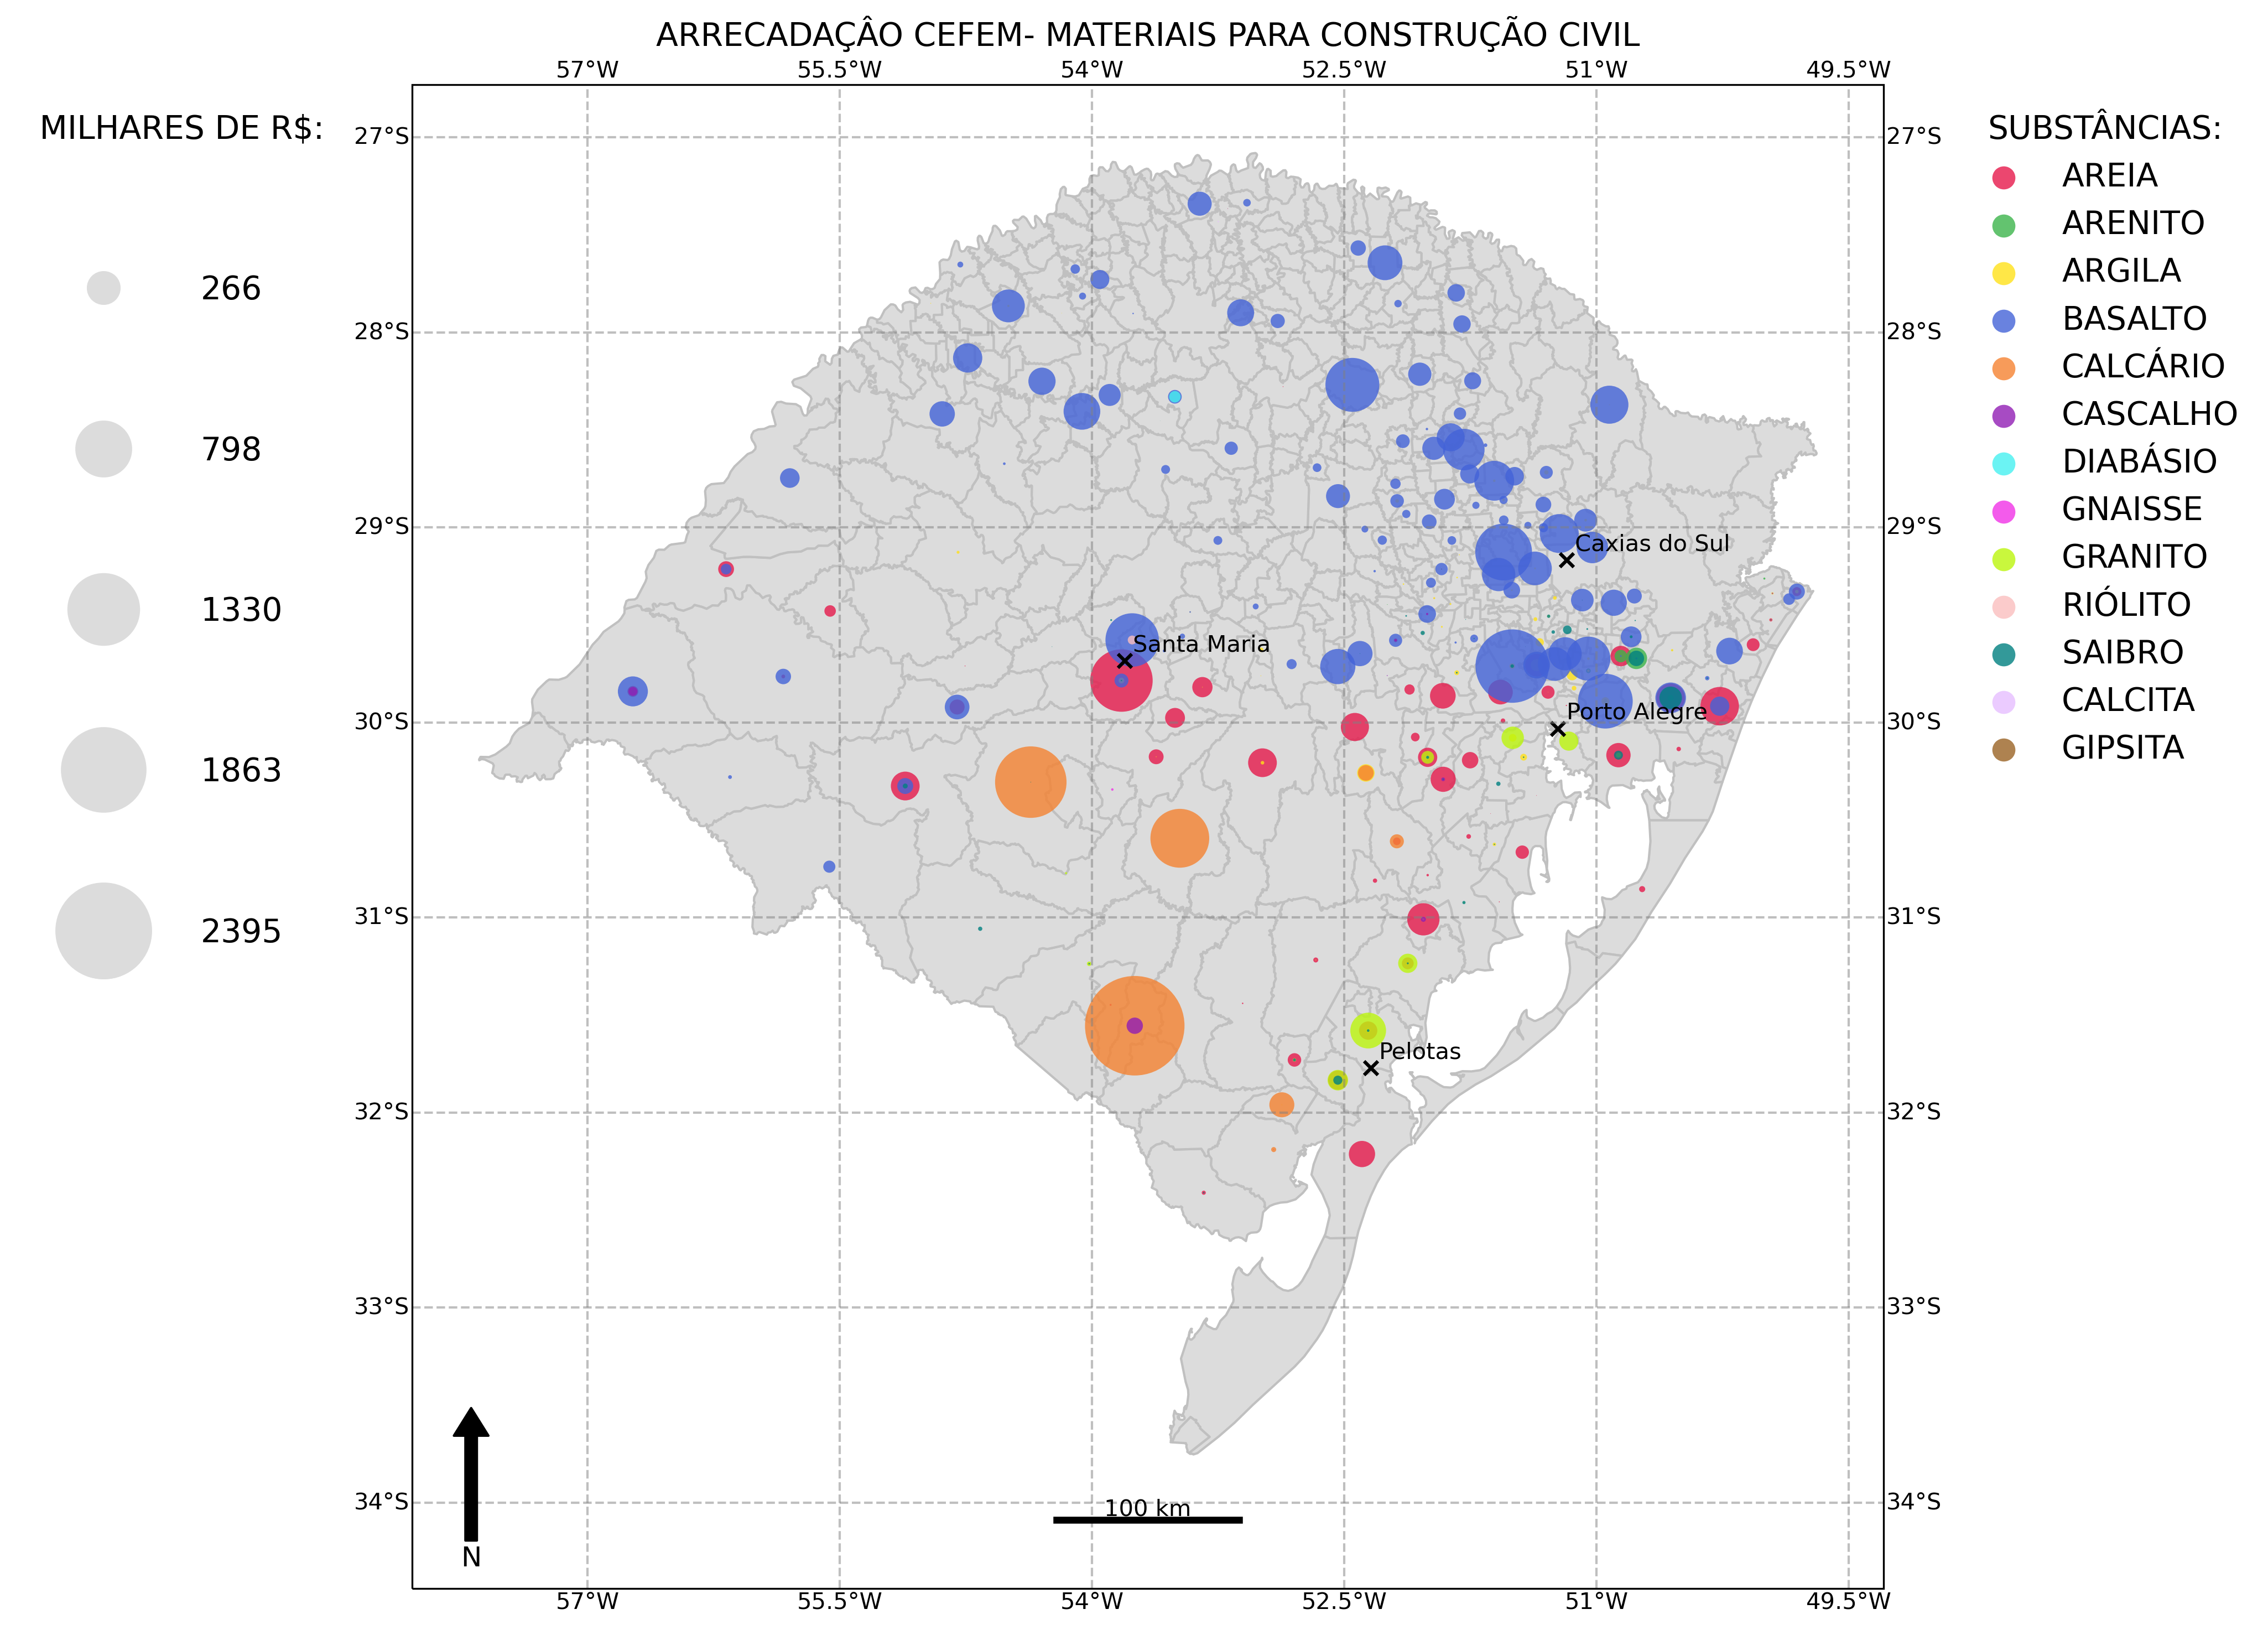 ARRECADAÇÂO CEFEM- MATERIAIS PARA CONSTRUÇÃO CIVIL
57°W 55.5°W 54°W 52.5°W 51°W 49.5°W
MILHARES DE R$:
266
798
1330
1863
2395
27°S 27°S
28°S 28°S
29°S 29°S
30°S 30°S
31°S 31°S
32°S 32°S
33°S 33°S
34°S 34°S
Caxias do Sul
Santa Maria
Porto Alegre
Pelotas
100 km
N
57°W 55.5°W 54°W 52.5°W 51°W 49.5°W
SUBSTÂNCIAS:
AREIA
ARENITO
ARGILA
BASALTO
CALCÁRIO
CASCALHO
DIABÁSIO
GNAISSE
GRANITO
RIÓLITO
SAIBRO
CALCITA
GIPSITA